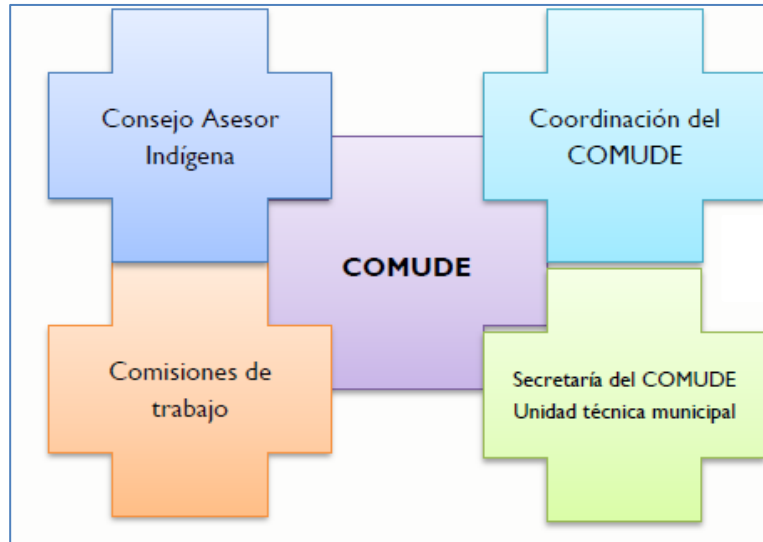 Consejo Asesor
Indígena
Coordinación del
COMUDE
COMUDE
Comisiones de
trabajo
Secretaría del COMUDE
Unidad técnica municipal